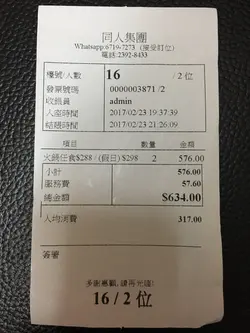 同人集團
Whatsapp:6719-7273 (接受訂位)
電話:2392-8433
檯號/人數 16 / 2 位
發票號碼 0000003871 / 2
收銀員 admin
入座時間 2017/02/23 19:37:39
結賬時間 2017/02/23 21:26:09
項目 數量 金額
火鍋任食$288 / (假日) $298 2 576.00
小計 576.00
服務費 57.60
總金額 $634.00
人均消費 317.00
簽署
多謝惠顧,請再光臨!
16 / 2 位